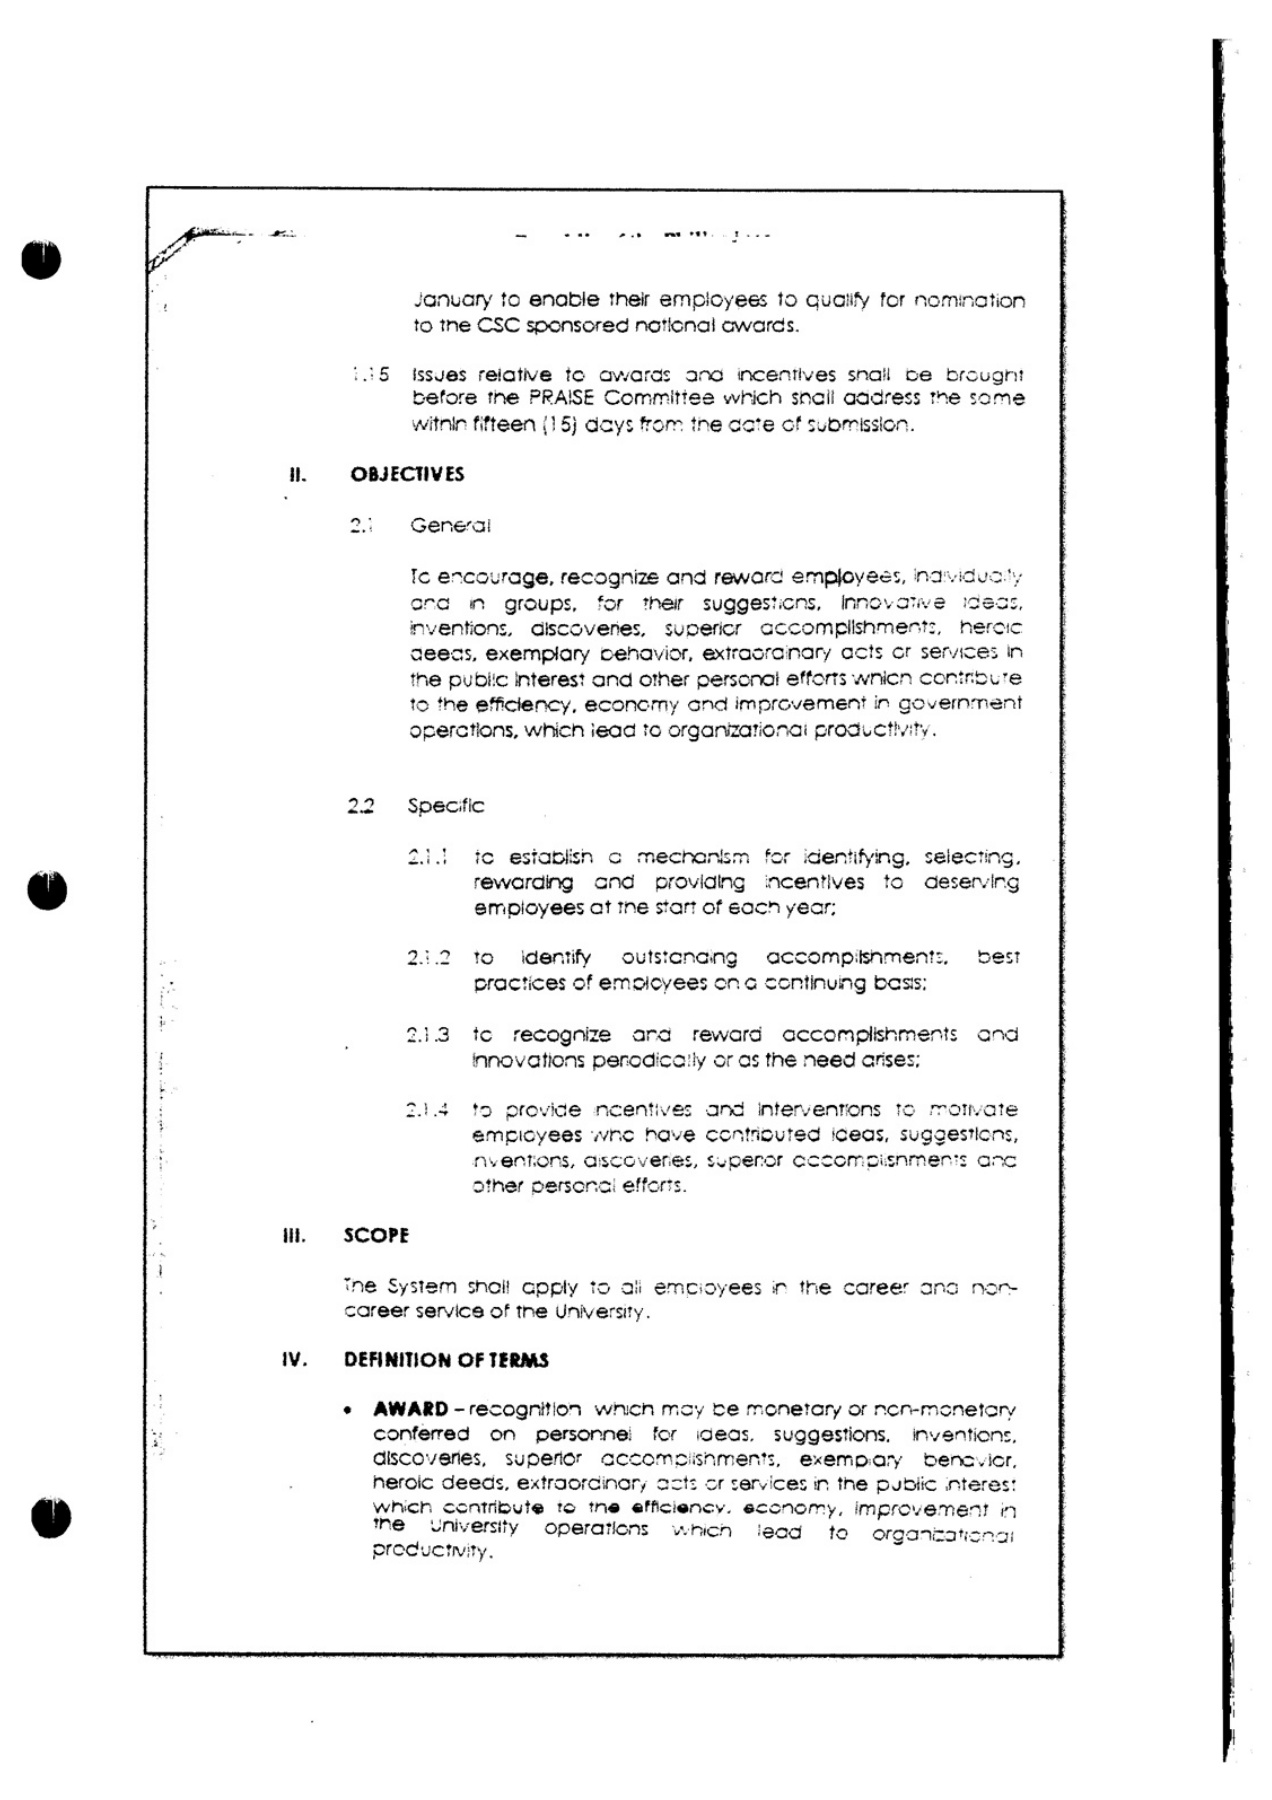 January to enable their employees to qualify for nomination
to the CSC sponsored national awards.
1.15 Issues relative to awards and incentives shall be brought
before the PRAISE Committee which shall address the same
within fifteen (15) days from the date of submission.
II. OBJECTIVES
2.1 General
To encourage, recognize and reward employees, individually
and in groups, for their suggestions, innovative ideas,
inventions, discoveries, superior accomplishments, heroic
deeds, exemplary behavior, extraordinary acts or services in
the public interest and other personal efforts which contribute
to the efficiency, economy and improvement in government
operations, which lead to organizational productivity.
2.2 Specific
2.1.1 to establish a mechanism for identifying, selecting,
rewarding and providing incentives to deserving
employees at the start of each year;
2.1.2 to identify outstanding accomplishments, best
practices of employees on a continuing basis;
2.1.3 to recognize and reward accomplishments and
innovations periodically or as the need arises;
2.1.4 to provide incentives and interventions to motivate
employees who have contributed ideas, suggestions,
inventions, discoveries, superior accomplishments and
other personal efforts.
III. SCOPE
The System shall apply to all employees in the career and non-
career service of the University.
IV. DEFINITION OF TERMS
• AWARD – recognition which may be monetary or non-monetary
conferred on personnel for ideas, suggestions, inventions,
discoveries, superior accomplishments, exemplary behavior,
heroic deeds, extraordinary acts or services in the public interest
which contribute to the efficiency, economy, improvement in
the University operations which lead to organizational
productivity.